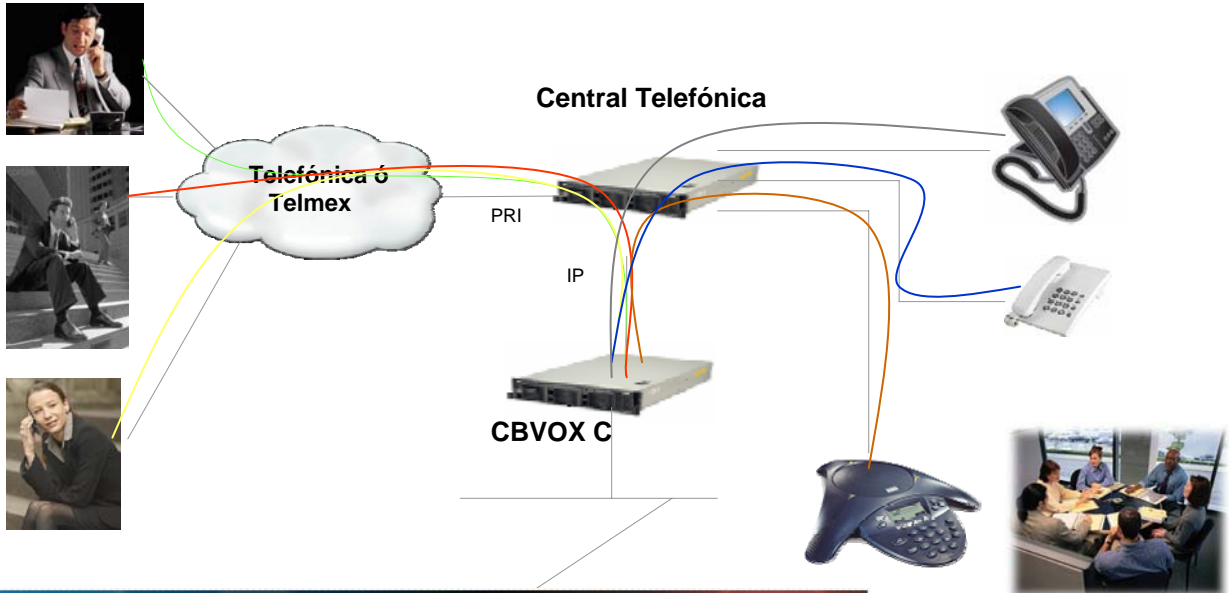 Central Telefónica
Telefónica ó
Telmex
PRI
IP
CBVOX C